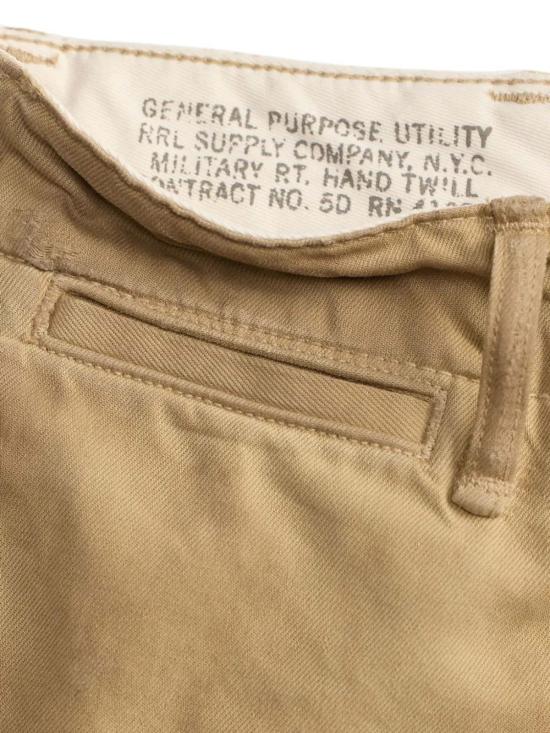 GENERAL PURPOSE UTILITY
RRL SUPPLY COMPANY, N.Y.C.
MILITARY RT. HAND TWILL
CONTRACT NO. 5D RN